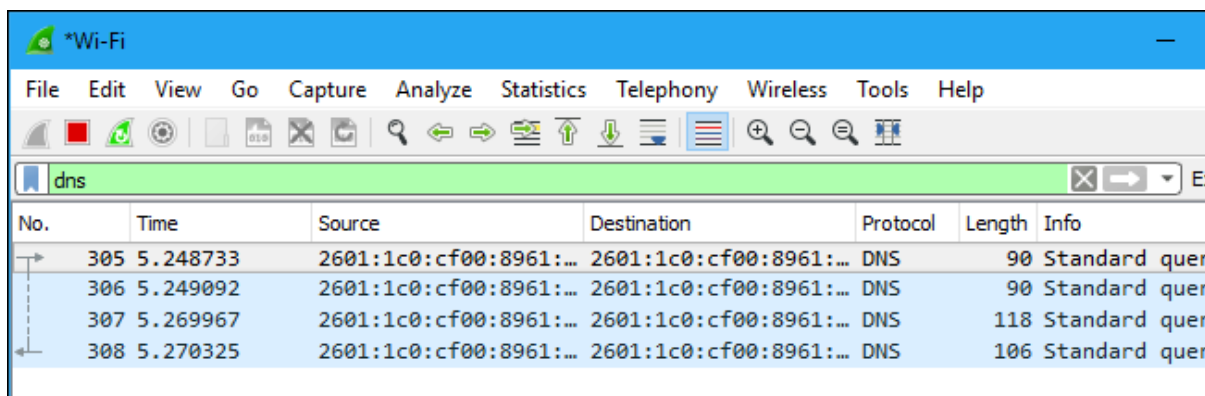 *Wi-Fi
File Edit View Go Capture Analyze Statistics Telephony Wireless Tools Help
dns
No. Time Source Destination Protocol Length Info
305 5.248733 2601:1c0:cf00:8961:… 2601:1c0:cf00:8961:… DNS 90 Standard quer
306 5.249092 2601:1c0:cf00:8961:… 2601:1c0:cf00:8961:… DNS 90 Standard quer
307 5.269967 2601:1c0:cf00:8961:… 2601:1c0:cf00:8961:… DNS 118 Standard quer
308 5.270325 2601:1c0:cf00:8961:… 2601:1c0:cf00:8961:… DNS 106 Standard quer